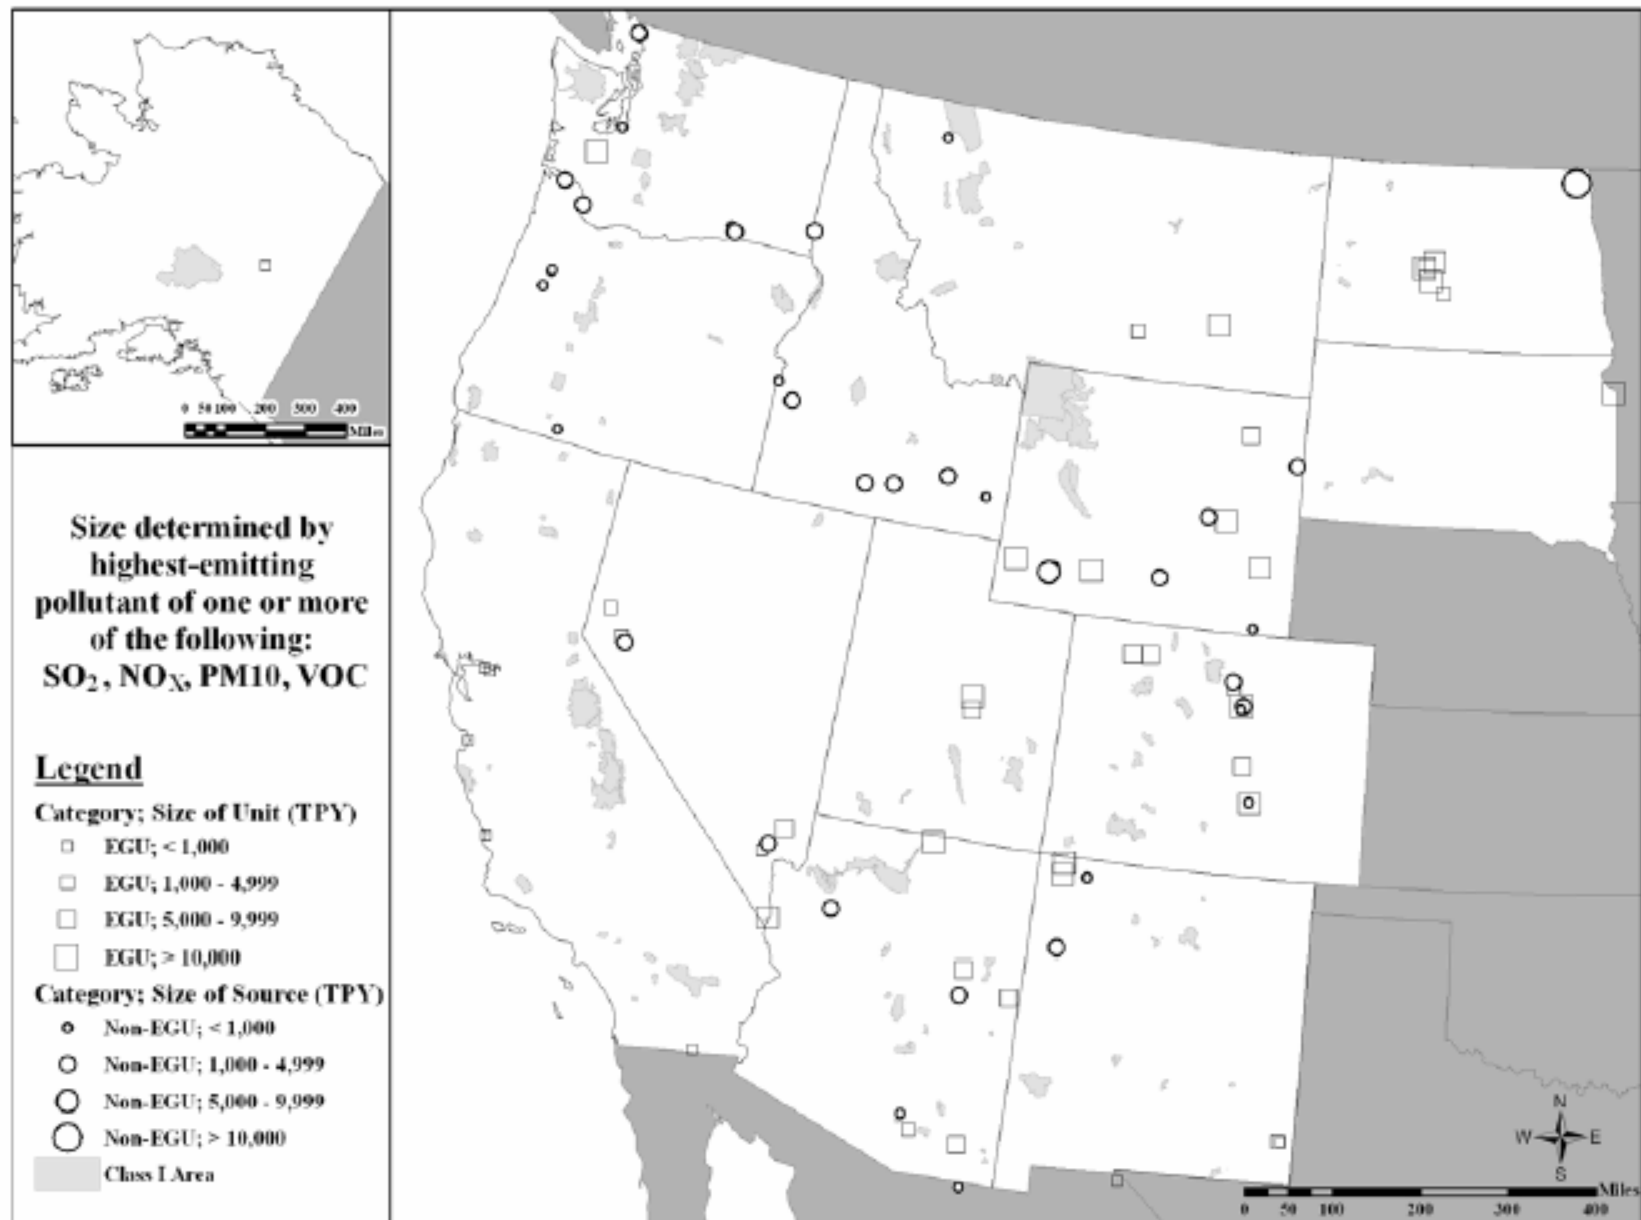 0 50 100 200 300 400
Miles
Size determined by
highest-emitting
pollutant of one or more
of the following:
SO2, NOX, PM10, VOC
Legend
Category; Size of Unit (TPY)
EGU; < 1,000
EGU; 1,000 - 4,999
EGU; 5,000 - 9,999
EGU; > 10,000
Category; Size of Source (TPY)
Non-EGU; < 1,000
Non-EGU; 1,000 - 4,999
Non-EGU; 5,000 - 9,999
Non-EGU; > 10,000
Class I Area
N
W E
S
Miles
0 50 100 200 300 400